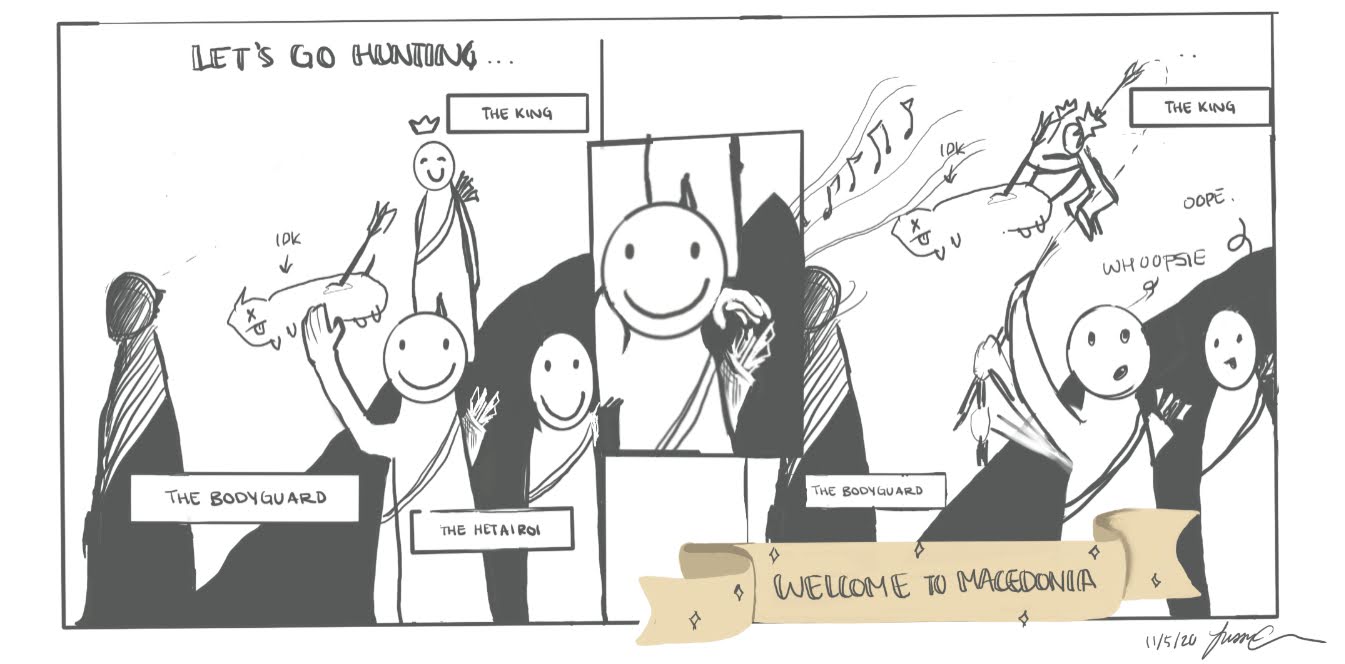 LET'S GO HUNTING...
THE KING
IDK
THE BODYGUARD
THE HETAIROI
THE KING
IDK
OOPE.
WHOOPSIE
THE BODYGUARD
WELCOME TO MACEDONIA
11/5/20